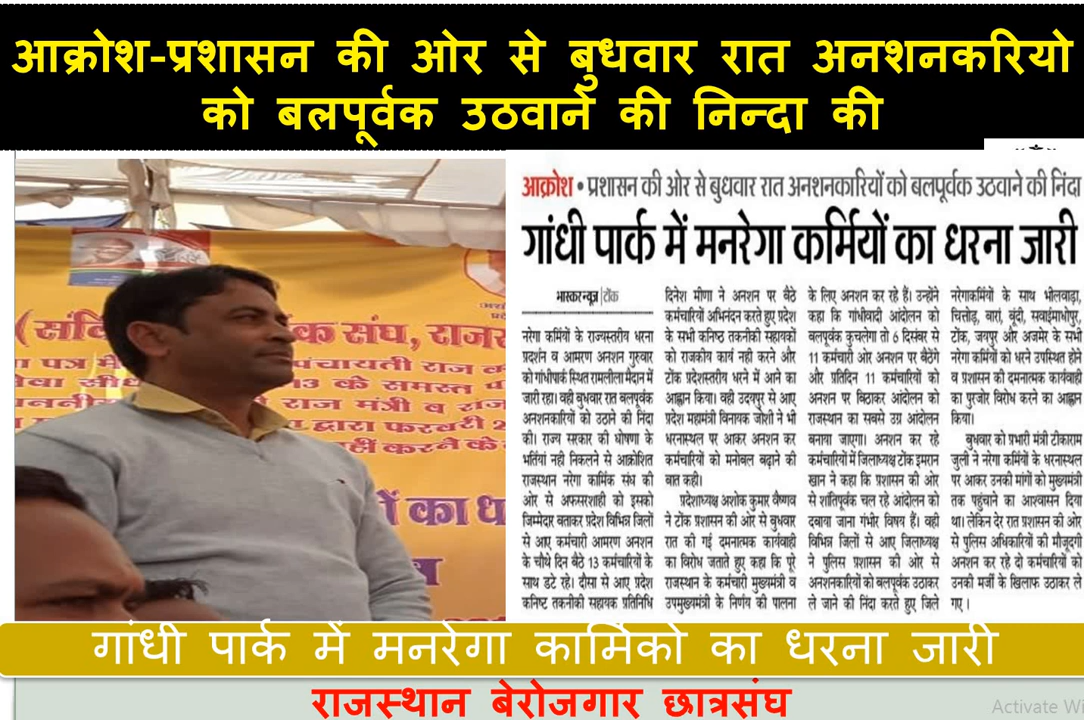 आक्रोश-प्रशासन की ओर से बुधवार रात अनशनकरियो
को बलपूर्वक उठवाने की निन्दा की
आक्रोश • प्रशासन की ओर से बुधवार रात अनशनकारियों को बलपूर्वक उठवाने की निंदा
गांधी पार्क में मनरेगा कर्मियों का धरना जारी
भास्कर न्यूज | टोंक
नरेगा कर्मियों के राज्यस्तरीय धरना
प्रदर्शन व आमरण अनशन गुरुवार
को गांधीपार्क स्थित रामलीला मैदान में
जारी रहा। वही बुधवार रात बलपूर्वक
अनशनकारियों को उठाने की निंदा
की। राज्य सरकार की घोषणा के
भर्तियां नही निकलने से आक्रोशित
राजस्थान नरेगा कार्मिक संघ की
ओर से अफसरशाही को इसको
जिम्मेदार बताकर प्रदेश विभिन्न जिलों
से आए कर्मचारी आमरण अनशन
के चौथे दिन बैठे 13 कर्मचारियों के
साथ डटे रहे। दौसा से आए प्रदेश
कनिष्ट तकनीकी सहायक प्रतिनिधि
दिनेश मीणा ने अनशन पर बैठे
कर्मचारियों अभिनंदन करते हुए प्रदेश
के सभी कनिष्ठ तकनीकी सहायकों
को राजकीय कार्य नही करने और
टोंक प्रदेशस्तरीय धरने में आने का
आह्वान किया। वही उदयपुर से आए
प्रदेश महामंत्री विनायक जोशी ने भी
धरनास्थल पर आकर अनशन कर
कर्मचारियों को मनोबल बढ़ाने की
बात कही।
प्रदेशाध्यक्ष अशोक कुमार वैष्णव
ने टोंक प्रशासन की ओर से बुधवार
रात की गई दमनात्मक कार्यवाही
का विरोध जताते हुए कहा कि पूरे
राजस्थान के कर्मचारी मुख्यमंत्री व
उपमुख्यमंत्री के निर्णय की पालना
के लिए अनशन कर रहे हैं। उन्होंने
कहा कि गांधीवादी आंदोलन को
बलपूर्वक कुचलेगा तो 6 दिसंबर से
11 कर्मचारी ओर अनशन पर बैठेंगे
और प्रतिदिन 11 कर्मचारियों को
अनशन पर बिठाकर आंदोलन को
राजस्थान का सबसे उग्र आंदोलन
बनाया जाएगा। अनशन कर रहे
कर्मचारियों में जिलाध्यक्ष टोंक इमरान
खान ने कहा कि प्रशासन की ओर
से शांतिपूर्वक चल रहे आंदोलन को
दबाया जाना गंभीर विषय हैं। वही
विभिन्न जिलों से आए जिलाध्यक्ष
ने पुलिस प्रशासन की ओर से
अनशनकारियों को बलपूर्वक उठाकर
ले जाने की निंदा करते हुए जिले
नरेगाकर्मियों के साथ भीलवाड़ा,
चित्तोड़, बारां, बूंदी, सवाईमाधोपुर,
टोंक, जयपुर और अजमेर के सभी
नरेगा कर्मियों को धरने उपस्थित होने
व प्रशासन की दमनात्मक कार्यवाही
का पुरजोर विरोध करने का आह्वान
किया।
बुधवार को प्रभारी मंत्री टीकाराम
जुली ने नरेगा कर्मियों के धरनास्थल
पर आकर उनकी मांगों को मुख्यमंत्री
तक पहुंचाने का आश्वासन दिया
था। लेकिन देर रात प्रशासन की ओर
से पुलिस अधिकारियों की मौजूदगी
अनशन कर रहे दो कर्मचारियों को
उनकी मर्जी के खिलाफ उठाकर ले
गए।
क संघ, राजस्
पत्र में
पंचायती राज
13 के समस्त
राज मंत्री व
द्वारा फरवरी
करने के
का ध
गांधी पार्क में मनरेगा कार्मिको का धरना जारी
राजस्थान बेरोजगार छात्रसंघ
Activate Wi